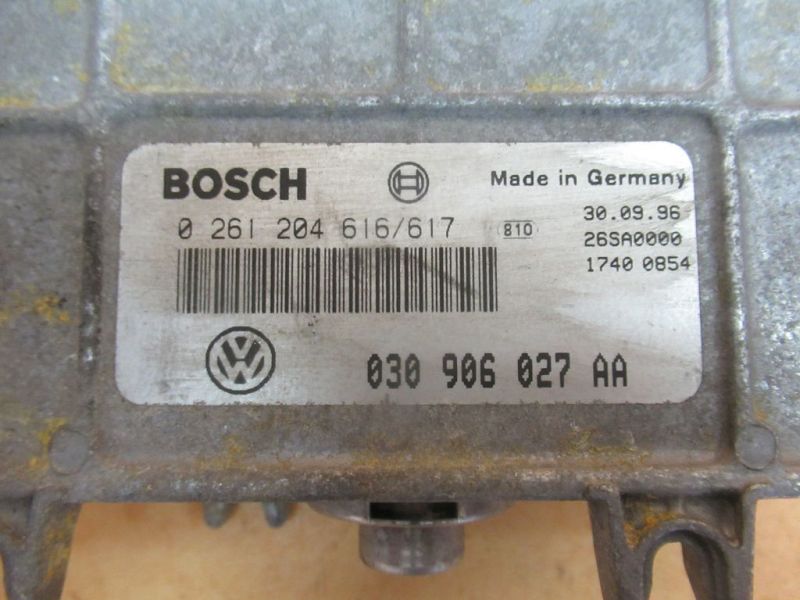 BOSCH Made in Germany
0 261 204 616/617 810 30.09.96
26SA0000
1740 0854
VW 030 906 027 AA